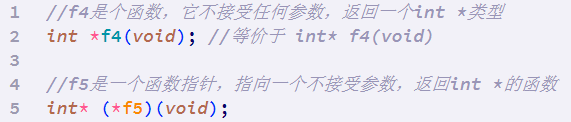 1 //f4是个函数，它不接受任何参数，返回一个int *类型
2 int *f4(void); //等价于 int* f4(void)
3
4 //f5是一个函数指针，指向一个不接受参数，返回int *的函数
5 int* (*f5)(void);